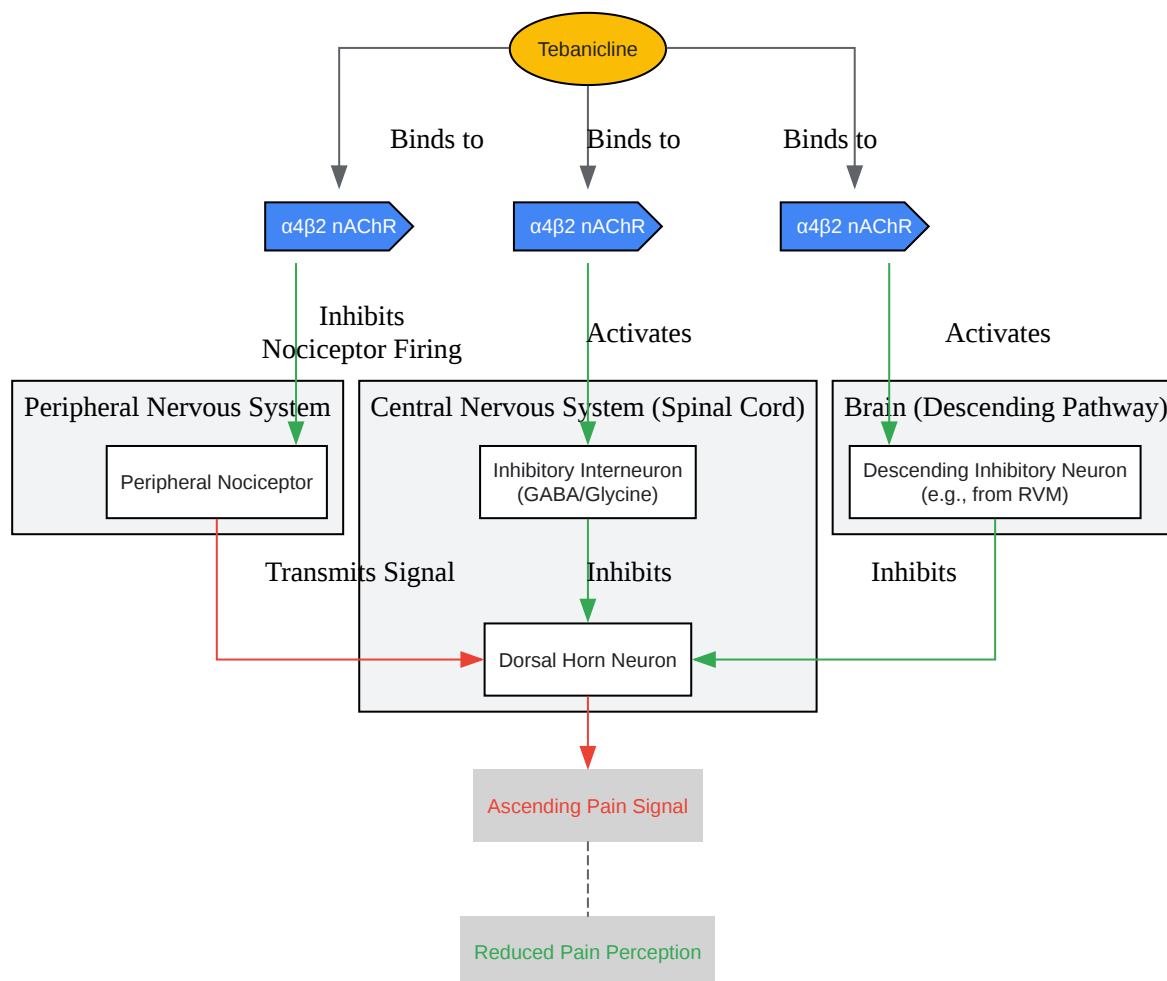 Tebanicline
Binds to
Binds to
Binds to
α4β2 nAChR
α4β2 nAChR
α4β2 nAChR
Inhibits
Nociceptor Firing
Activates
Activates
Peripheral Nervous System
Central Nervous System (Spinal Cord)
Brain (Descending Pathway)
Peripheral Nociceptor
Inhibitory Interneuron
(GABA/Glycine)
Descending Inhibitory Neuron
(e.g., from RVM)
Transmits Signal
Inhibits
Inhibits
Dorsal Horn Neuron
Ascending Pain Signal
Reduced Pain Perception